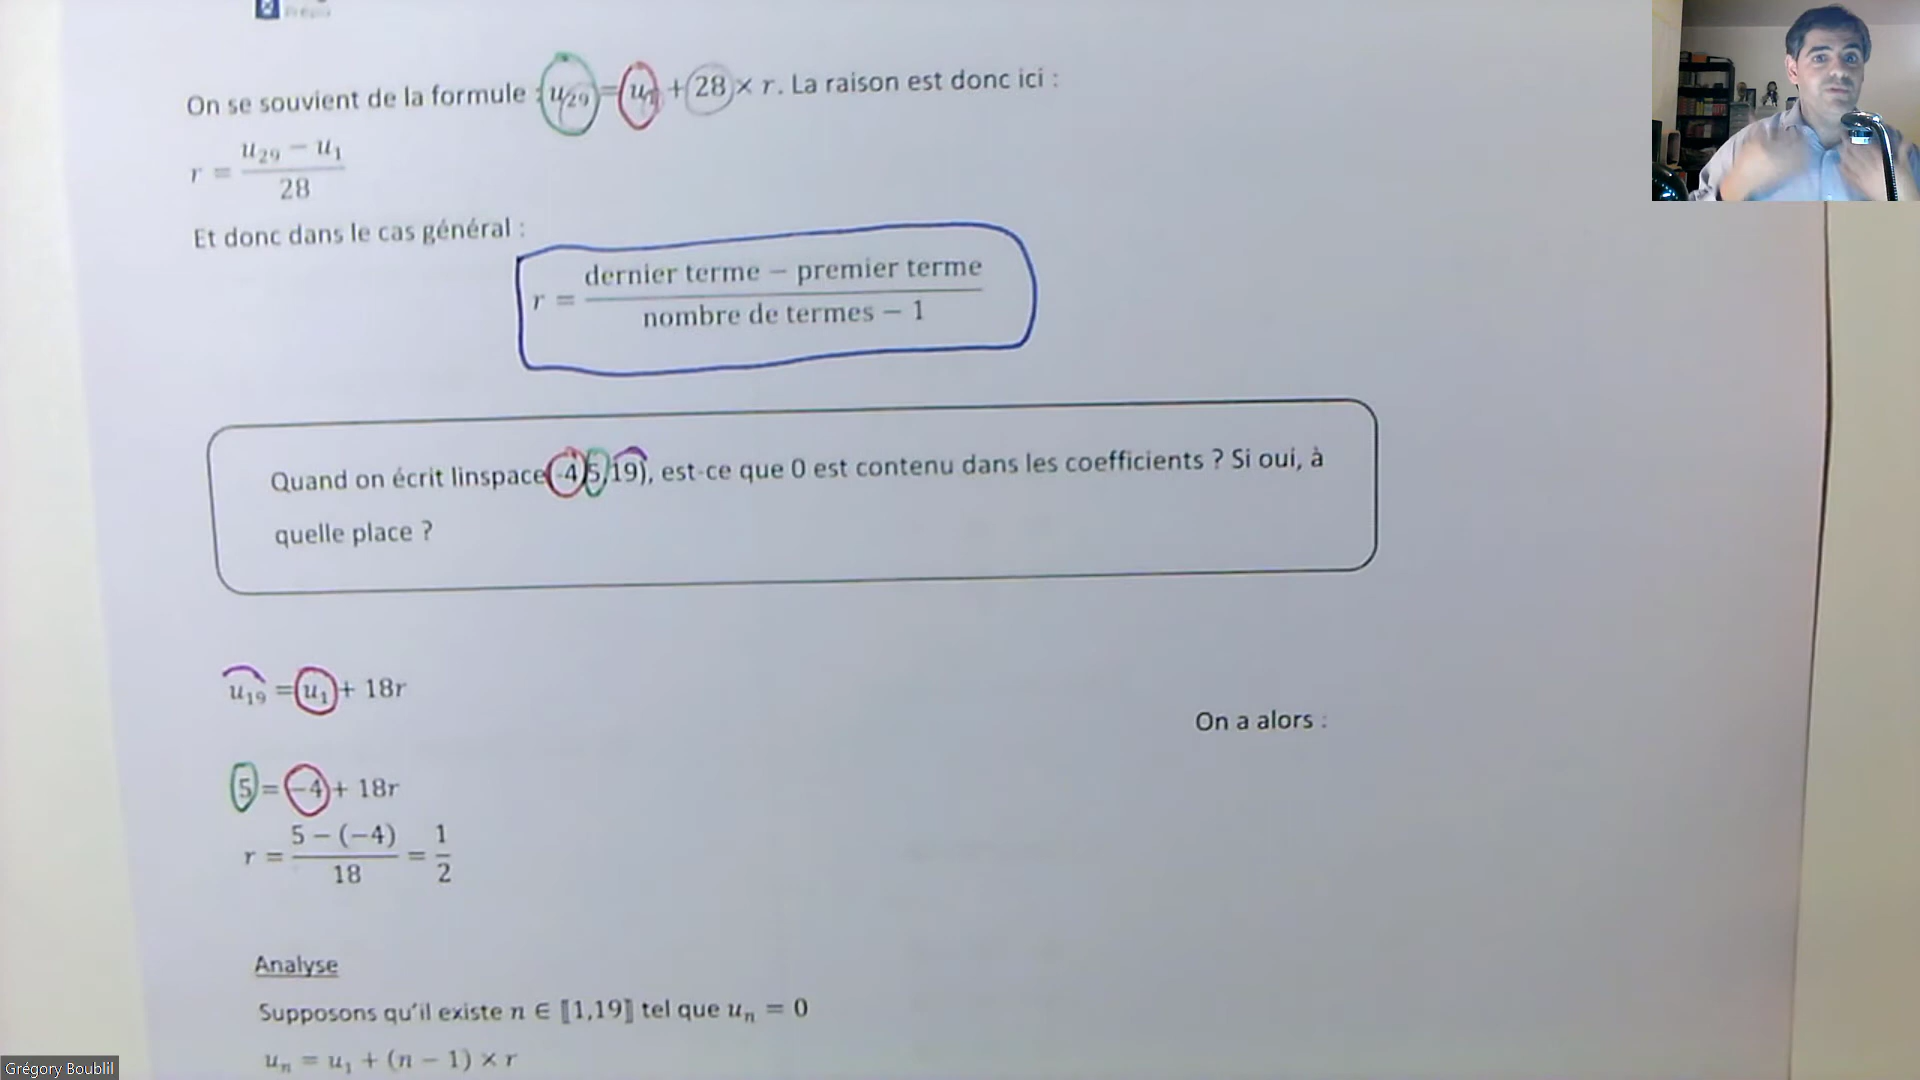 On se souvient de la formule : u₂₉ = u₁ + 28 × r. La raison est donc ici :
r = (u₂₉ − u₁) / 28
Et donc dans le cas général :
r = (dernier terme − premier terme) / (nombre de termes − 1)
Quand on écrit linspace(-4,5,19), est-ce que 0 est contenu dans les coefficients ? Si oui, à
quelle place ?
u₁₉ = u₁ + 18r
On a alors :
5 = −4 + 18r
r = (5 − (−4)) / 18 = 1/2
Analyse
Supposons qu'il existe n ∈ ⟦1,19⟧ tel que uₙ = 0
uₙ = u₁ + (n − 1) × r
Grégory Boublil